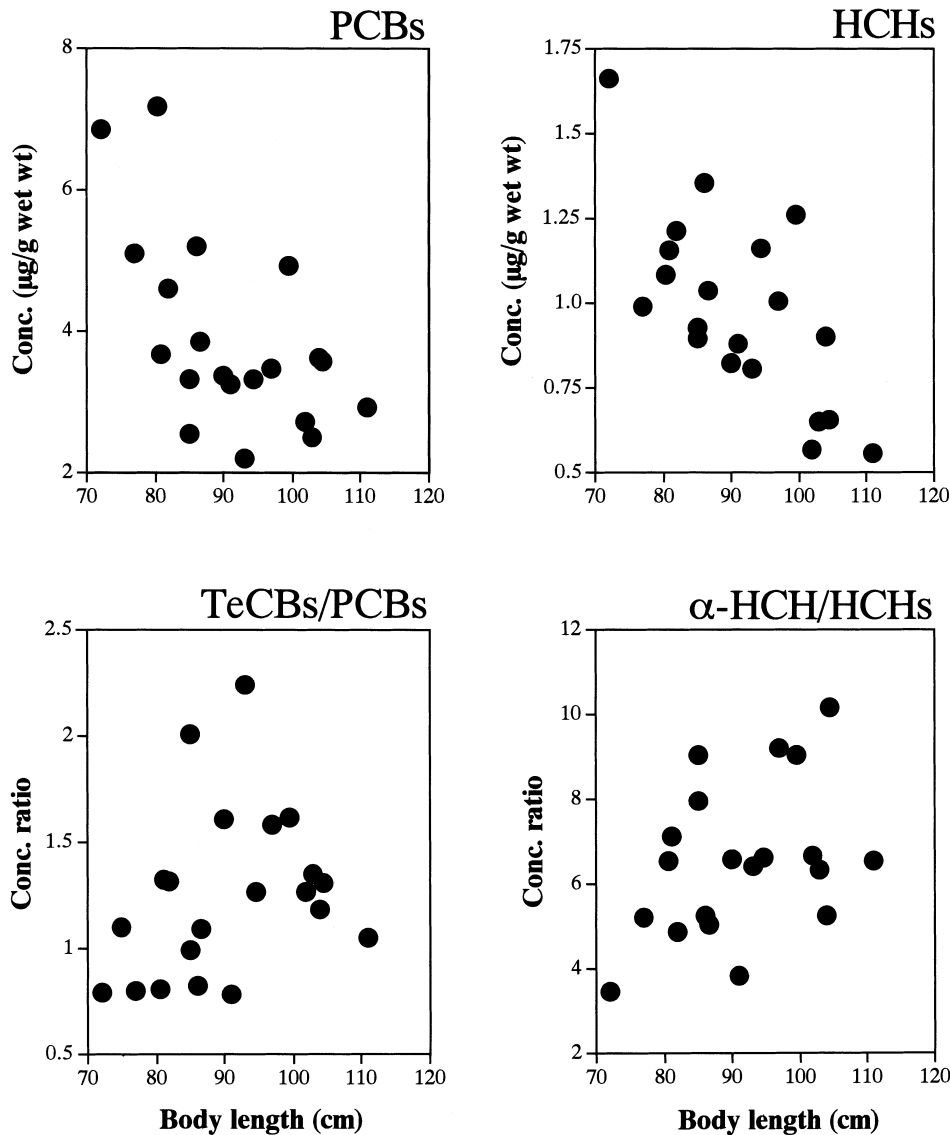 PCBs
8
6
4
2
Conc. (µg/g wet wt)
70 80 90 100 110 120
HCHs
1.75
1.5
1.25
1.0
0.75
0.5
Conc. (µg/g wet wt)
70 80 90 100 110 120
TeCBs/PCBs
2.5
2
1.5
1
0.5
Conc. ratio
70 80 90 100 110 120
Body length (cm)
α-HCH/HCHs
12
10
8
6
4
2
Conc. ratio
70 80 90 100 110 120
Body length (cm)